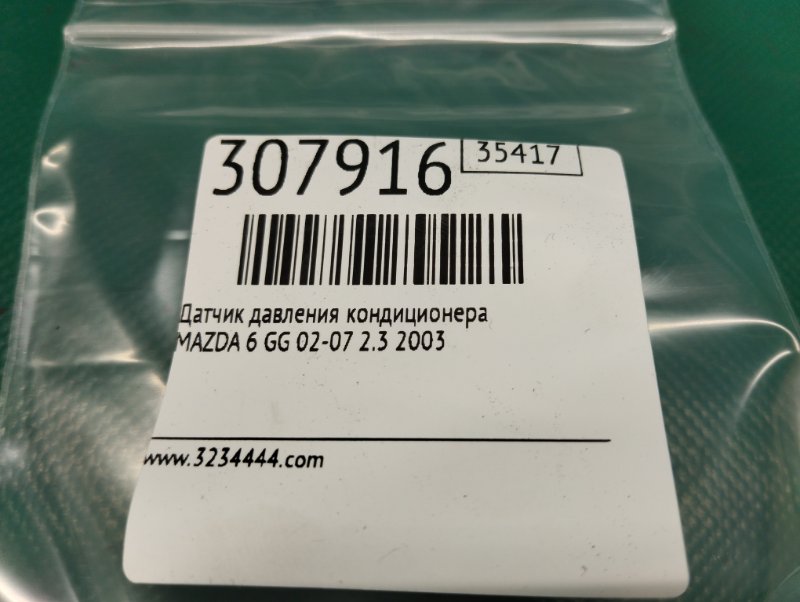 307916
35417
Датчик давления кондиционера
MAZDA 6 GG 02-07 2.3 2003
www.3234444.com